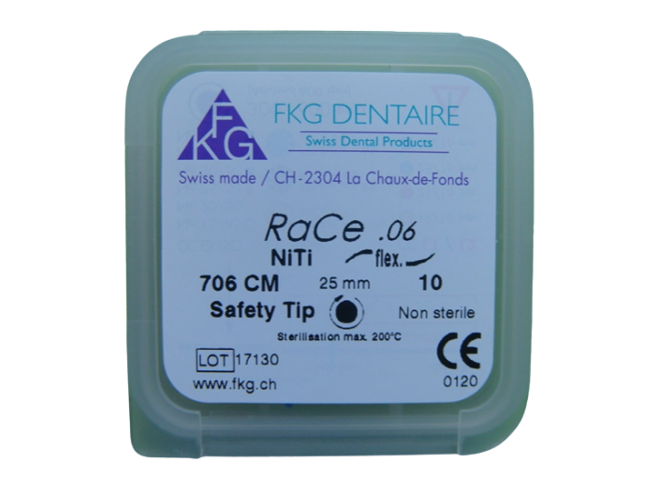 FKG
FKG DENTAIRE
Swiss Dental Products
Swiss made / CH-2304 La Chaux-de-Fonds
RaCe .06
NiTi flex.
706 CM 25 mm 10
Safety Tip Non sterile
Sterilisation max. 200°C
LOT 17130
CE
www.fkg.ch 0120